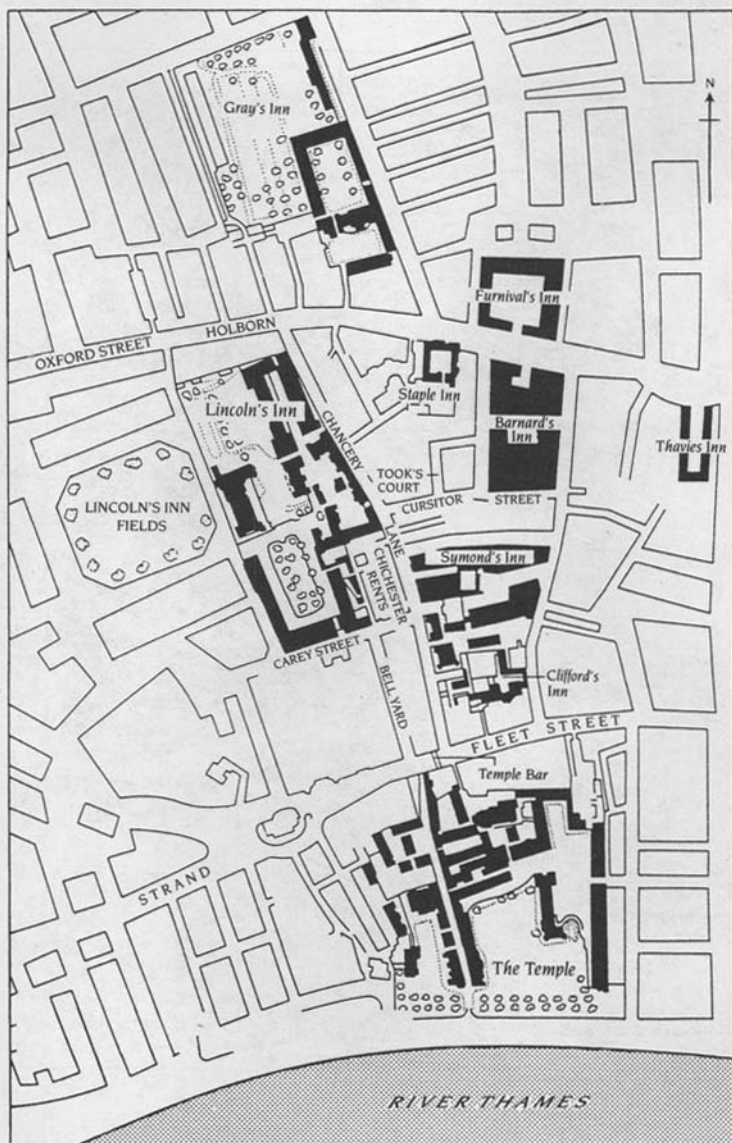 N
Gray's Inn
Furnival's Inn
HOLBORN
OXFORD STREET
Staple Inn
Lincoln's Inn
CHANCERY
LANE
Barnard's
Inn
Thavies Inn
TOOK'S
COURT
CURSITOR STREET
LINCOLN'S INN
FIELDS
Symond's Inn
CHICHESTER
RENTS
CAREY STREET
BELL YARD
Clifford's
Inn
FLEET STREET
Temple Bar
STRAND
The Temple
RIVER THAMES